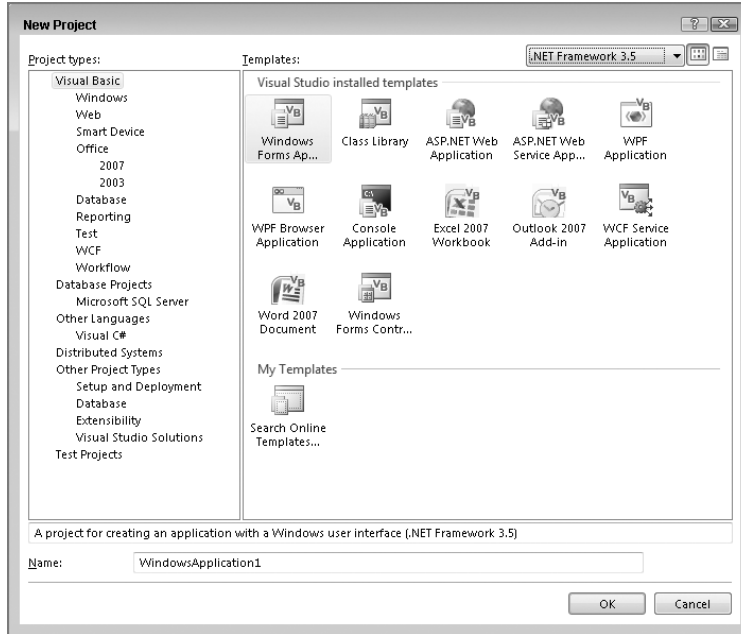 New Project
Project types:
Templates:
.NET Framework 3.5
Visual Basic
Windows
Web
Smart Device
Office
2007
2003
Database
Reporting
Test
WCF
Workflow
Database Projects
Microsoft SQL Server
Other Languages
Visual C#
Distributed Systems
Other Project Types
Setup and Deployment
Database
Extensibility
Visual Studio Solutions
Test Projects
Visual Studio installed templates
Windows
Forms Ap...
Class Library
ASP.NET Web
Application
ASP.NET Web
Service App...
WPF
Application
WPF Browser
Application
Console
Application
Excel 2007
Workbook
Outlook 2007
Add-in
WCF Service
Application
Word 2007
Document
Windows
Forms Contr...
My Templates
Search Online
Templates...
A project for creating an application with a Windows user interface (.NET Framework 3.5)
Name:
WindowsApplication1
OK
Cancel